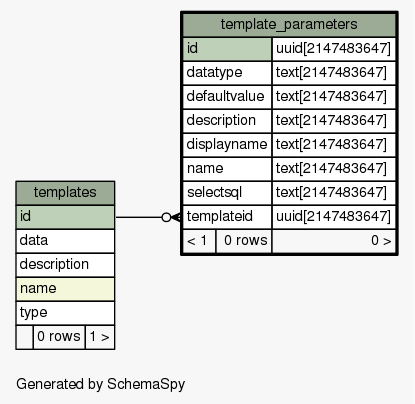 template_parameters
id uuid[2147483647]
datatype text[2147483647]
defaultvalue text[2147483647]
description text[2147483647]
displayname text[2147483647]
name text[2147483647]
selectsql text[2147483647]
templateid uuid[2147483647]
< 1 0 rows 0 >
templates
id
data
description
name
type
0 rows 1 >
Generated by SchemaSpy